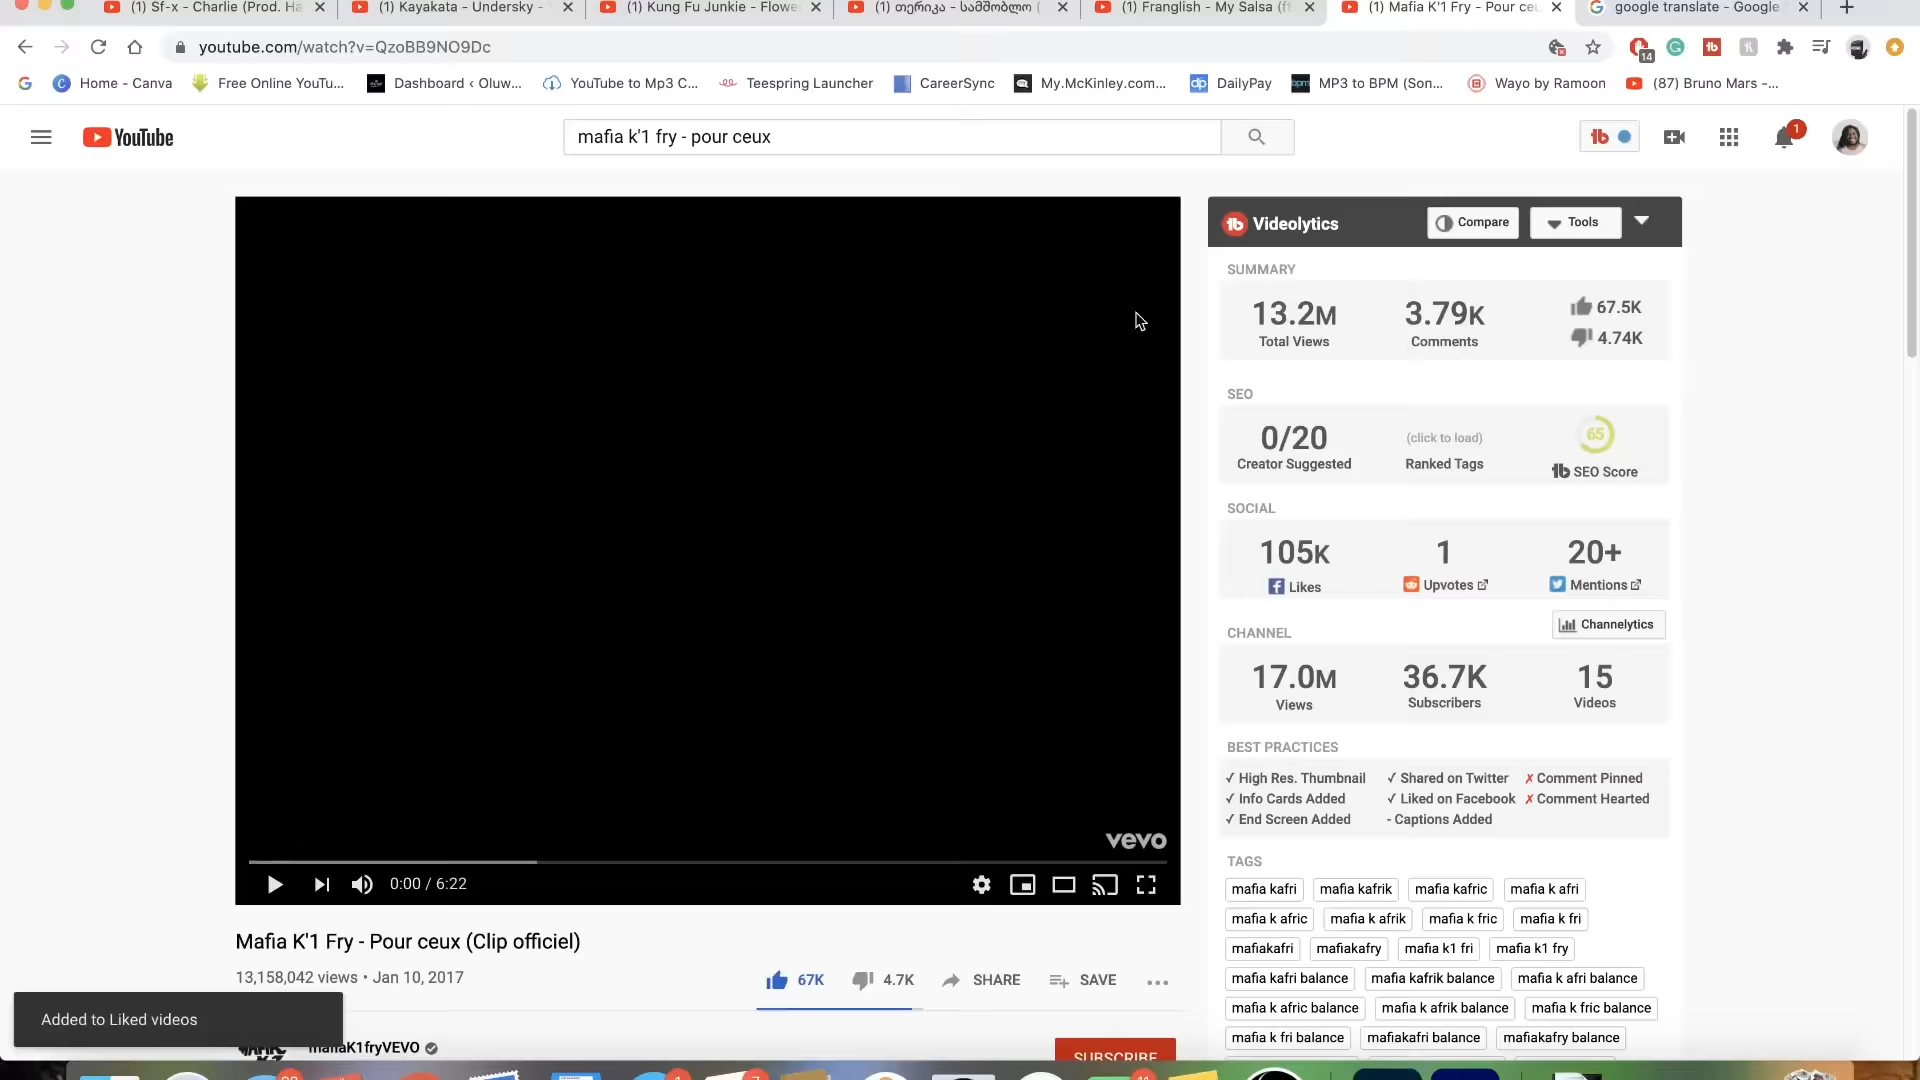 (1) Sf-x - Charlie (Prod. Ha
(1) Kayakata - Undersky -
(1) Kung Fu Junkie - Flowe
(1) თერიკა - სამშობლო (
(1) Franglish - My Salsa (ft
(1) Mafia K'1 Fry - Pour ceu
google translate - Google
youtube.com/watch?v=QzoBB9NO9Dc
14
Home - Canva
Free Online YouTu...
Dashboard ‹ Oluw...
YouTube to Mp3 C...
Teespring Launcher
CareerSync
My.McKinley.com...
dp DailyPay
bpm MP3 to BPM (Son...
Wayo by Ramoon
(87) Bruno Mars -...
YouTube
mafia k'1 fry - pour ceux
1
Videolytics
Compare
Tools
SUMMARY
13.2M 3.79K 67.5K
Total Views Comments 4.74K
SEO
0/20 (click to load) 65
Creator Suggested Ranked Tags SEO Score
SOCIAL
105K 1 20+
Likes Upvotes Mentions
CHANNEL Channelytics
17.0M 36.7K 15
Views Subscribers Videos
BEST PRACTICES
✓ High Res. Thumbnail ✓ Shared on Twitter ✗ Comment Pinned
✓ Info Cards Added ✓ Liked on Facebook ✗ Comment Hearted
✓ End Screen Added - Captions Added
TAGS
mafia kafri mafia kafrik mafia kafric mafia k afri
mafia k afric mafia k afrik mafia k fric mafia k fri
mafiakafri mafiakafry mafia k1 fri mafia k1 fry
mafia kafri balance mafia kafrik balance mafia k afri balance
mafia k afric balance mafia k afrik balance mafia k fric balance
mafia k fri balance mafiakafri balance mafiakafry balance
vevo
0:00 / 6:22
Mafia K'1 Fry - Pour ceux (Clip officiel)
13,158,042 views • Jan 10, 2017
67K 4.7K SHARE SAVE
Added to Liked videos
mafiaK1fryVEVO
SUBSCRIBE